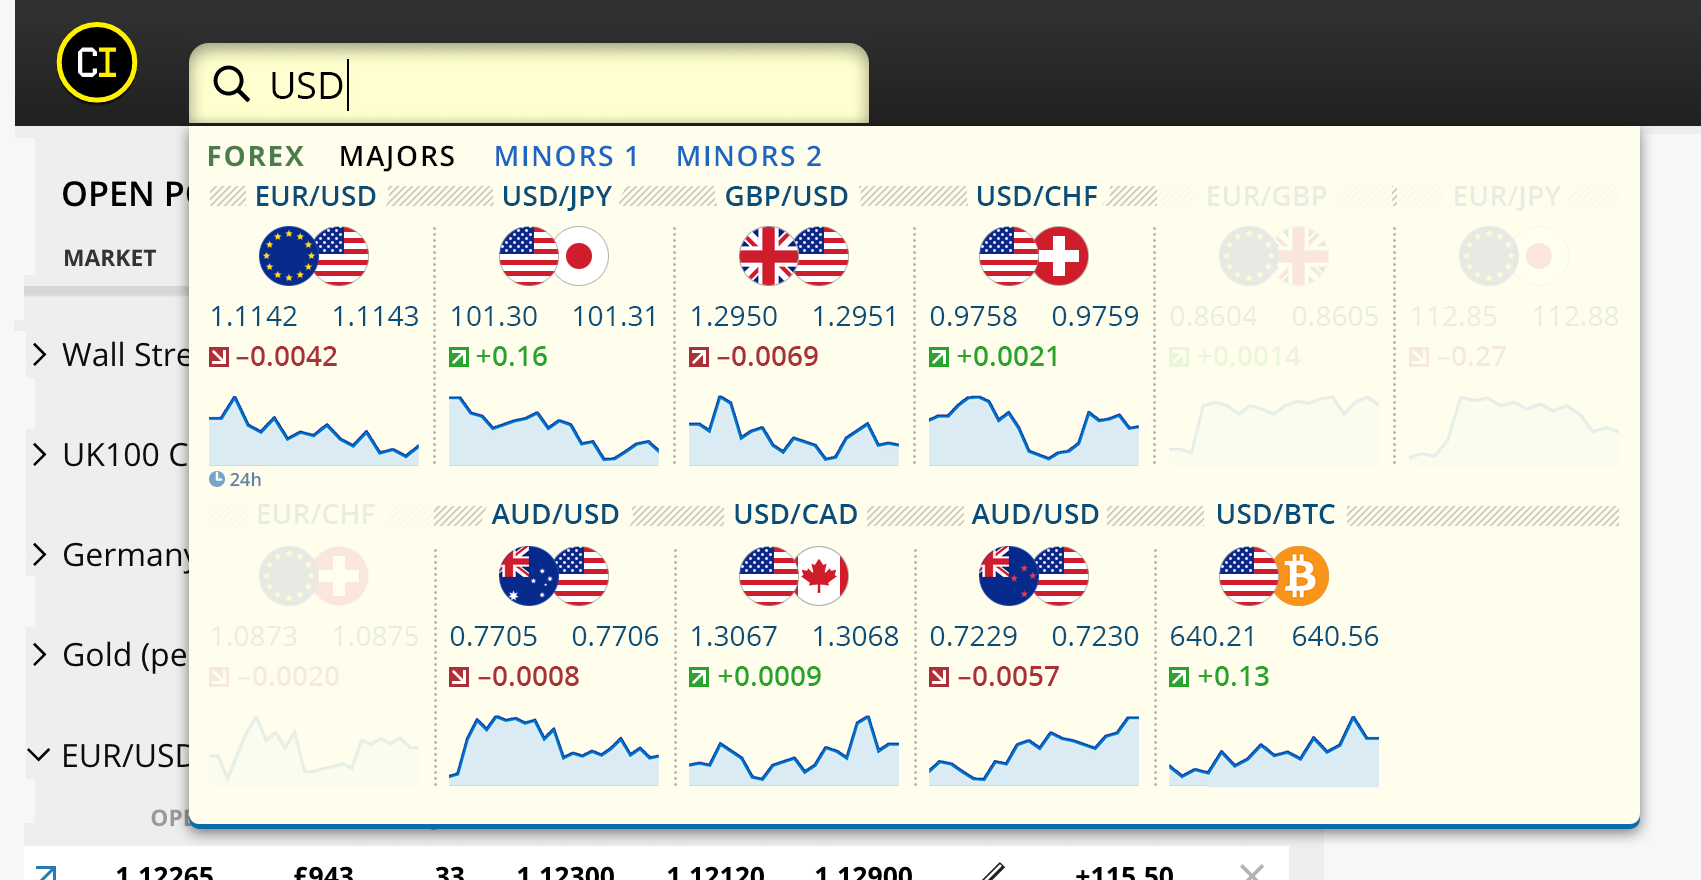 CI
USD
FOREX MAJORS MINORS 1 MINORS 2
EUR/USD USD/JPY GBP/USD USD/CHF EUR/GBP EUR/JPY
1.1142 1.1143 101.30 101.31 1.2950 1.2951 0.9758 0.9759 0.8604 0.8605 112.85 112.88
–0.0042 +0.16 –0.0069 +0.0021 +0.0014 –0.27
24h
EUR/CHF AUD/USD USD/CAD AUD/USD USD/BTC
1.0873 1.0875 0.7705 0.7706 1.3067 1.3068 0.7229 0.7230 640.21 640.56
–0.0020 –0.0008 +0.0009 –0.0057 +0.13
OPEN
MARKET
Wall Stre
UK100 C
Germany
Gold (pe
EUR/USD
OPE
1.12265 £943 33 1.12300 1.12120 1.12900 +115.50